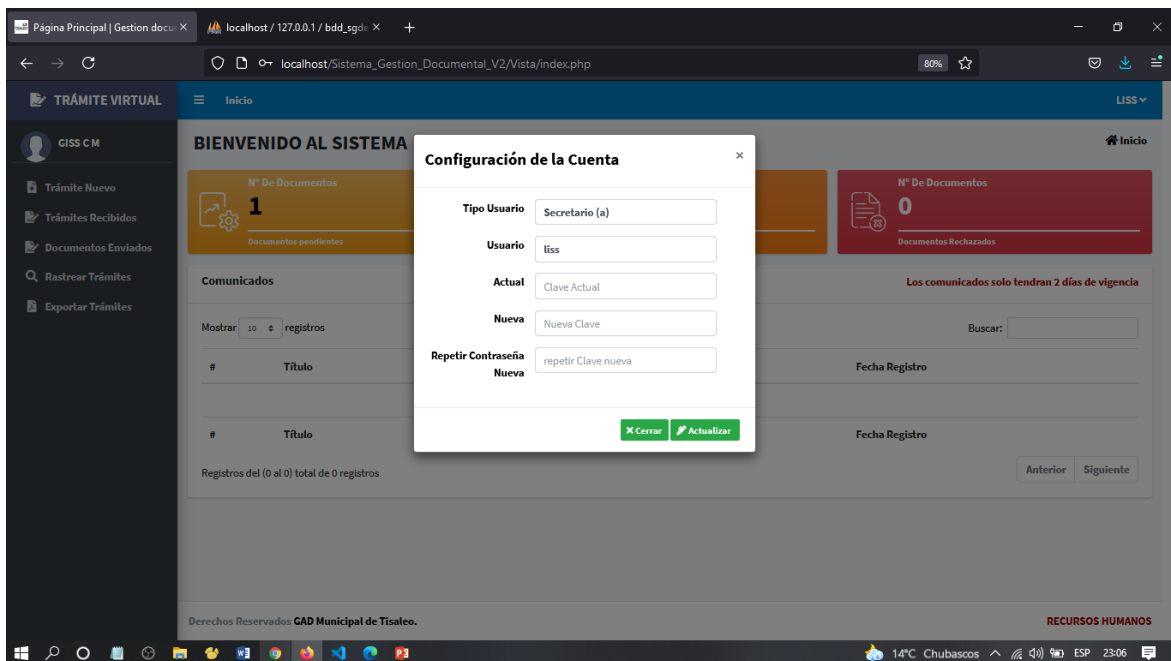 Página Principal | Gestion docu
localhost / 127.0.0.1 / bdd_sgde
localhost/Sistema_Gestion_Documental_V2/Vista/index.php
80%
TRÁMITE VIRTUAL
Inicio
LISS
GISS C M
BIENVENIDO AL SISTEMA
Inicio
Trámite Nuevo
Trámites Recibidos
Documentos Enviados
Rastrear Trámites
Exportar Trámites
N° De Documentos
1
Documentos pendientes
N° De Documentos
0
Documentos Rechazados
Configuración de la Cuenta
×
Tipo Usuario
Secretario (a)
Usuario
liss
Actual
Clave Actual
Nueva
Nueva Clave
Repetir Contraseña
Nueva
repetir Clave nueva
Cerrar
Actualizar
Comunicados
Los comunicados solo tendran 2 días de vigencia
Mostrar 10 registros
Buscar:
# Título Fecha Registro
# Título Fecha Registro
Registros del (0 al 0) total de 0 registros
Anterior Siguiente
Derechos Reservados GAD Municipal de Tisaleo.
RECURSOS HUMANOS
14°C Chubascos ESP 23:06